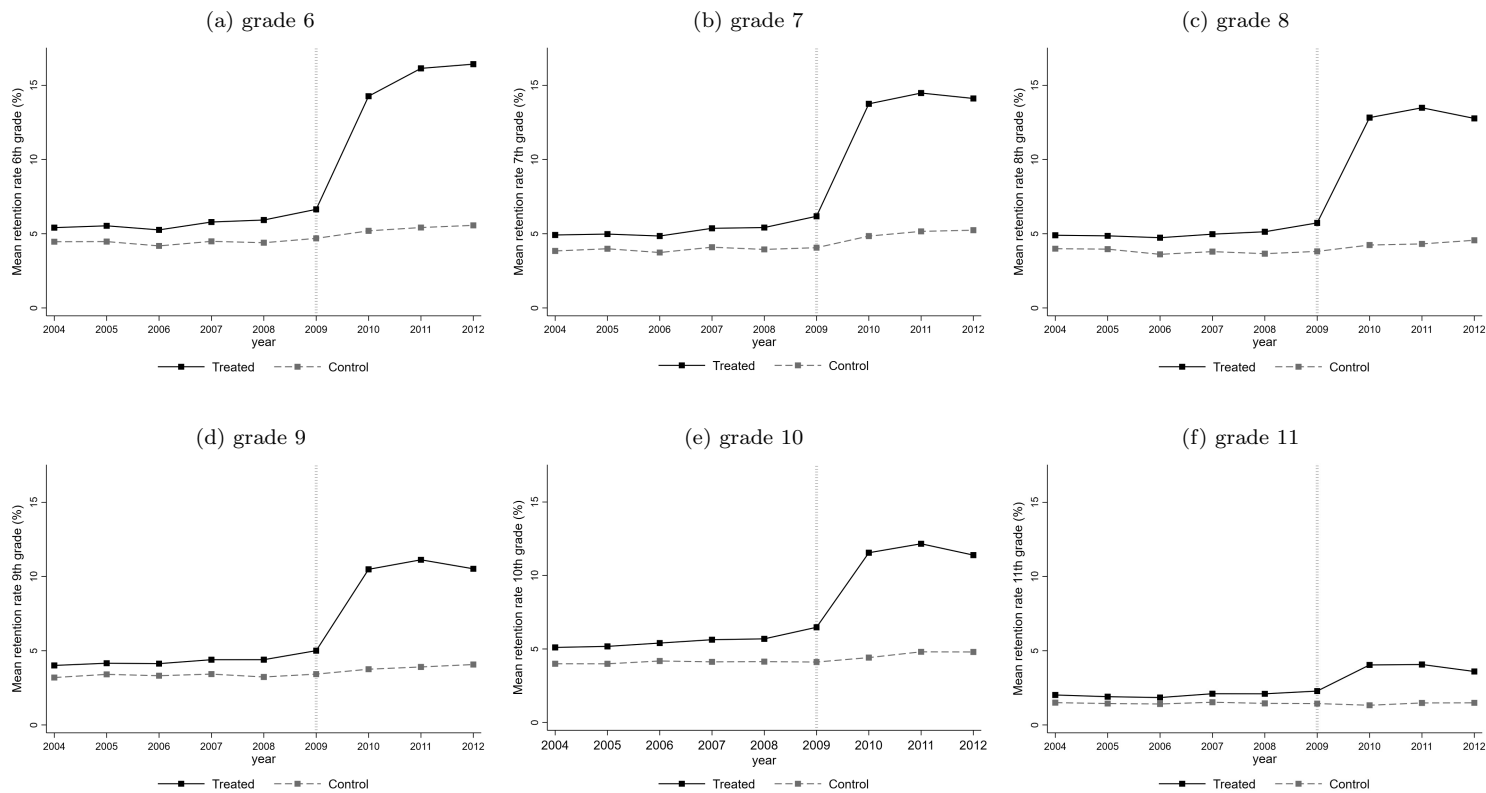 (a) grade 6
Mean retention rate 6th grade (%)
15
10
5
0
2004 2005 2006 2007 2008 2009 2010 2011 2012
year
Treated Control
(b) grade 7
Mean retention rate 7th grade (%)
15
10
5
0
2004 2005 2006 2007 2008 2009 2010 2011 2012
year
Treated Control
(c) grade 8
Mean retention rate 8th grade (%)
15
10
5
0
2004 2005 2006 2007 2008 2009 2010 2011 2012
year
Treated Control
(d) grade 9
Mean retention rate 9th grade (%)
15
10
5
0
2004 2005 2006 2007 2008 2009 2010 2011 2012
year
Treated Control
(e) grade 10
Mean retention rate 10th grade (%)
15
10
5
0
2004 2005 2006 2007 2008 2009 2010 2011 2012
year
Treated Control
(f) grade 11
Mean retention rate 11th grade (%)
15
10
5
0
2004 2005 2006 2007 2008 2009 2010 2011 2012
year
Treated Control